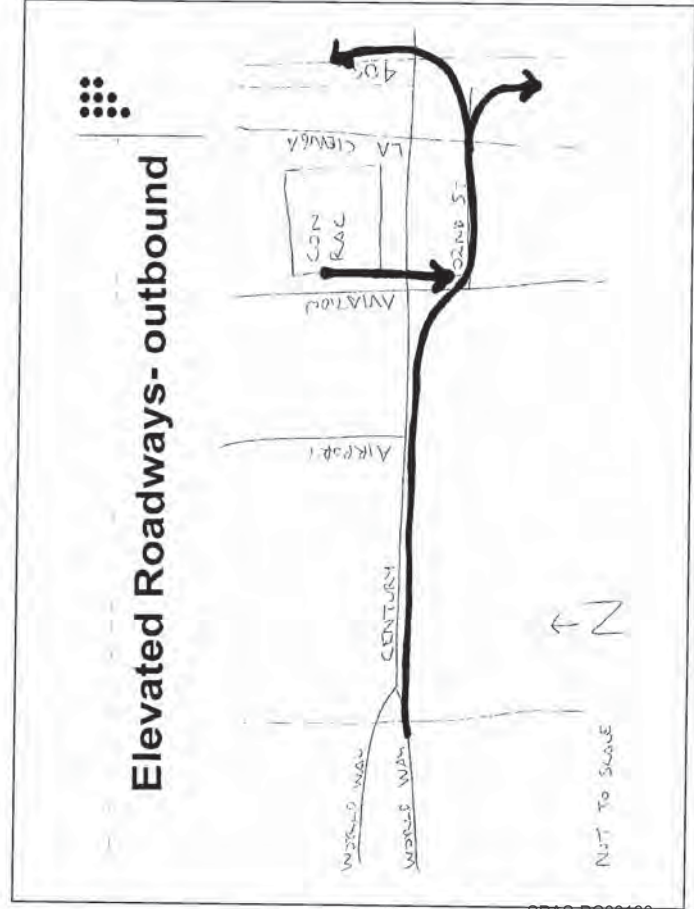 Elevated Roadways- outbound
WORLD WAY
WORLD WAY
CENTURY
AIRPORT
AVIATION
CON
RAC
LA CIENEGA
405
102ND ST
← N
NOT TO SCALE